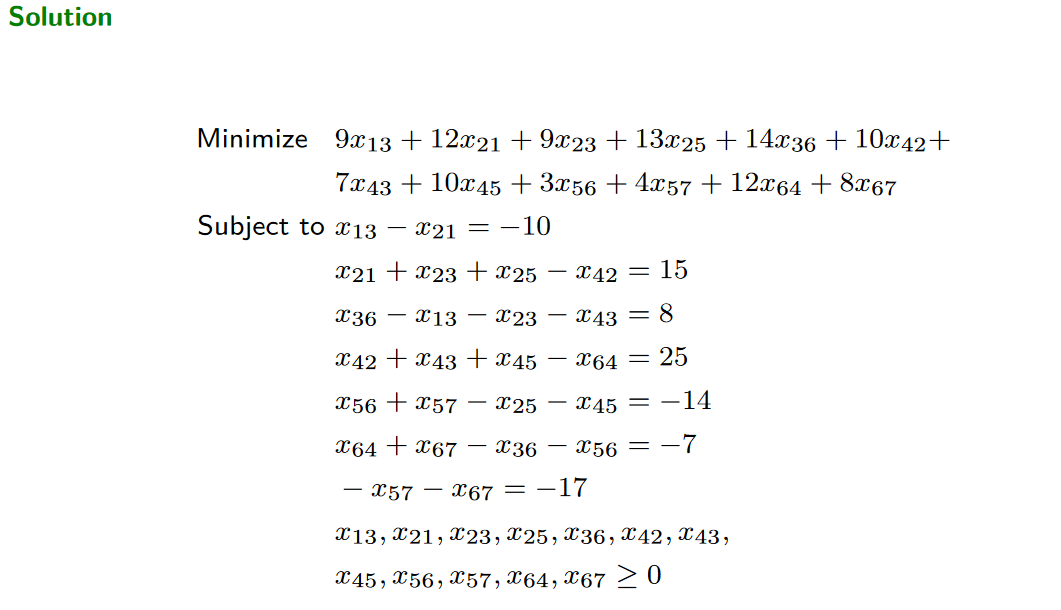 Solution
Minimize 9x₁₃ + 12x₂₁ + 9x₂₃ + 13x₂₅ + 14x₃₆ + 10x₄₂+
7x₄₃ + 10x₄₅ + 3x₅₆ + 4x₅₇ + 12x₆₄ + 8x₆₇
Subject to x₁₃ − x₂₁ = −10
x₂₁ + x₂₃ + x₂₅ − x₄₂ = 15
x₃₆ − x₁₃ − x₂₃ − x₄₃ = 8
x₄₂ + x₄₃ + x₄₅ − x₆₄ = 25
x₅₆ + x₅₇ − x₂₅ − x₄₅ = −14
x₆₄ + x₆₇ − x₃₆ − x₅₆ = −7
− x₅₇ − x₆₇ = −17
x₁₃, x₂₁, x₂₃, x₂₅, x₃₆, x₄₂, x₄₃,
x₄₅, x₅₆, x₅₇, x₆₄, x₆₇ ≥ 0